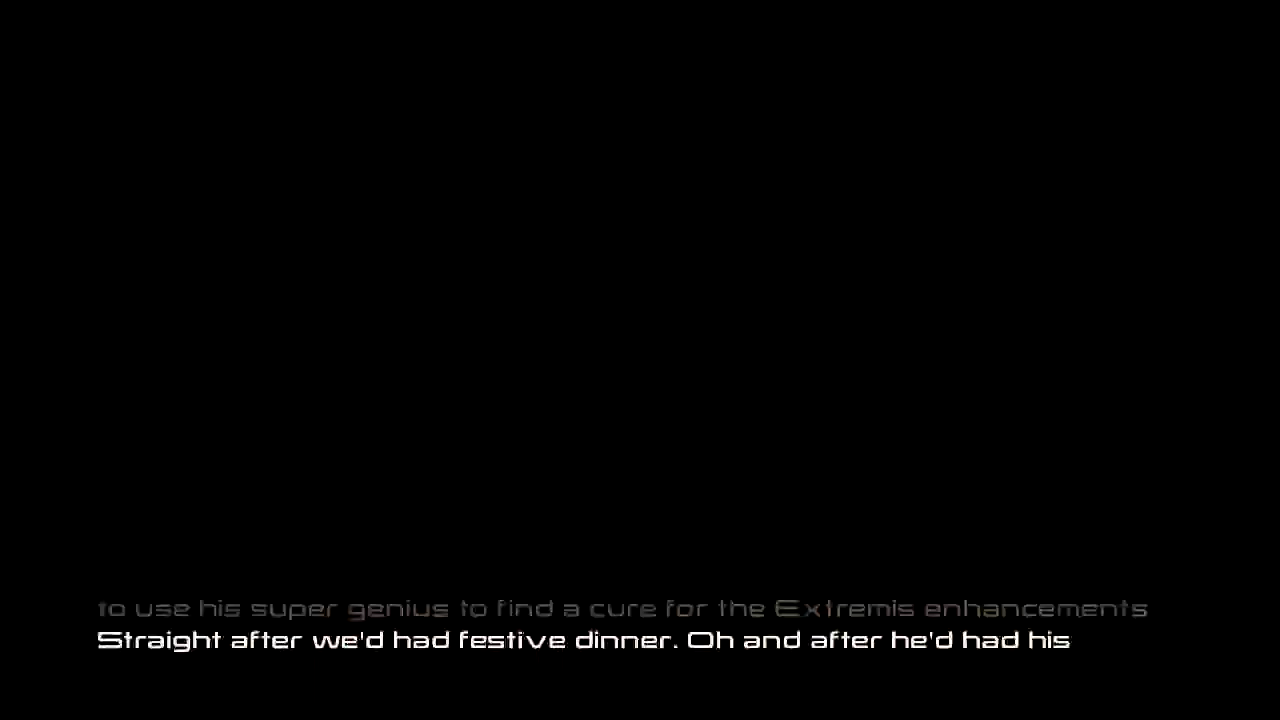 to use his super genius to find a cure for the Extremis enhancements
Straight after we'd had festive dinner. Oh and after he'd had his